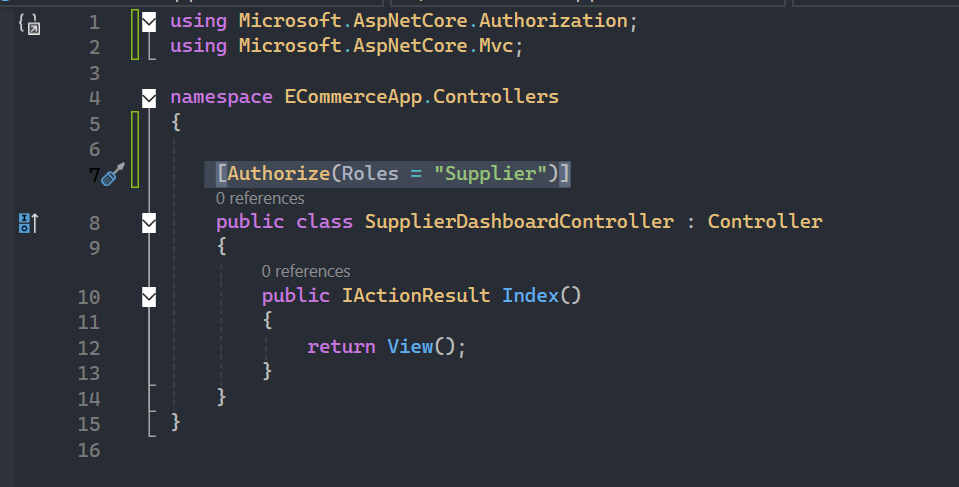 1 using Microsoft.AspNetCore.Authorization;
2 using Microsoft.AspNetCore.Mvc;
3
4 namespace ECommerceApp.Controllers
5 {
6
7 [Authorize(Roles = "Supplier")]
0 references
8 public class SupplierDashboardController : Controller
9 {
0 references
10 public IActionResult Index()
11 {
12 return View();
13 }
14 }
15 }
16